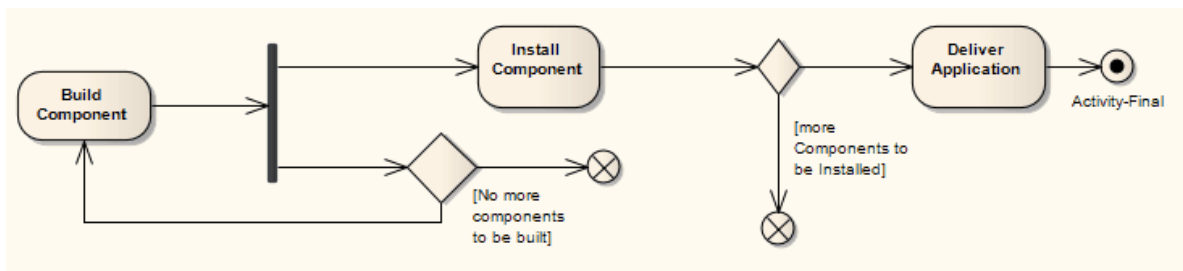 Build
Component
Install
Component
Deliver
Application
Activity-Final
[more
Components to
be Installed]
[No more
components
to be built]